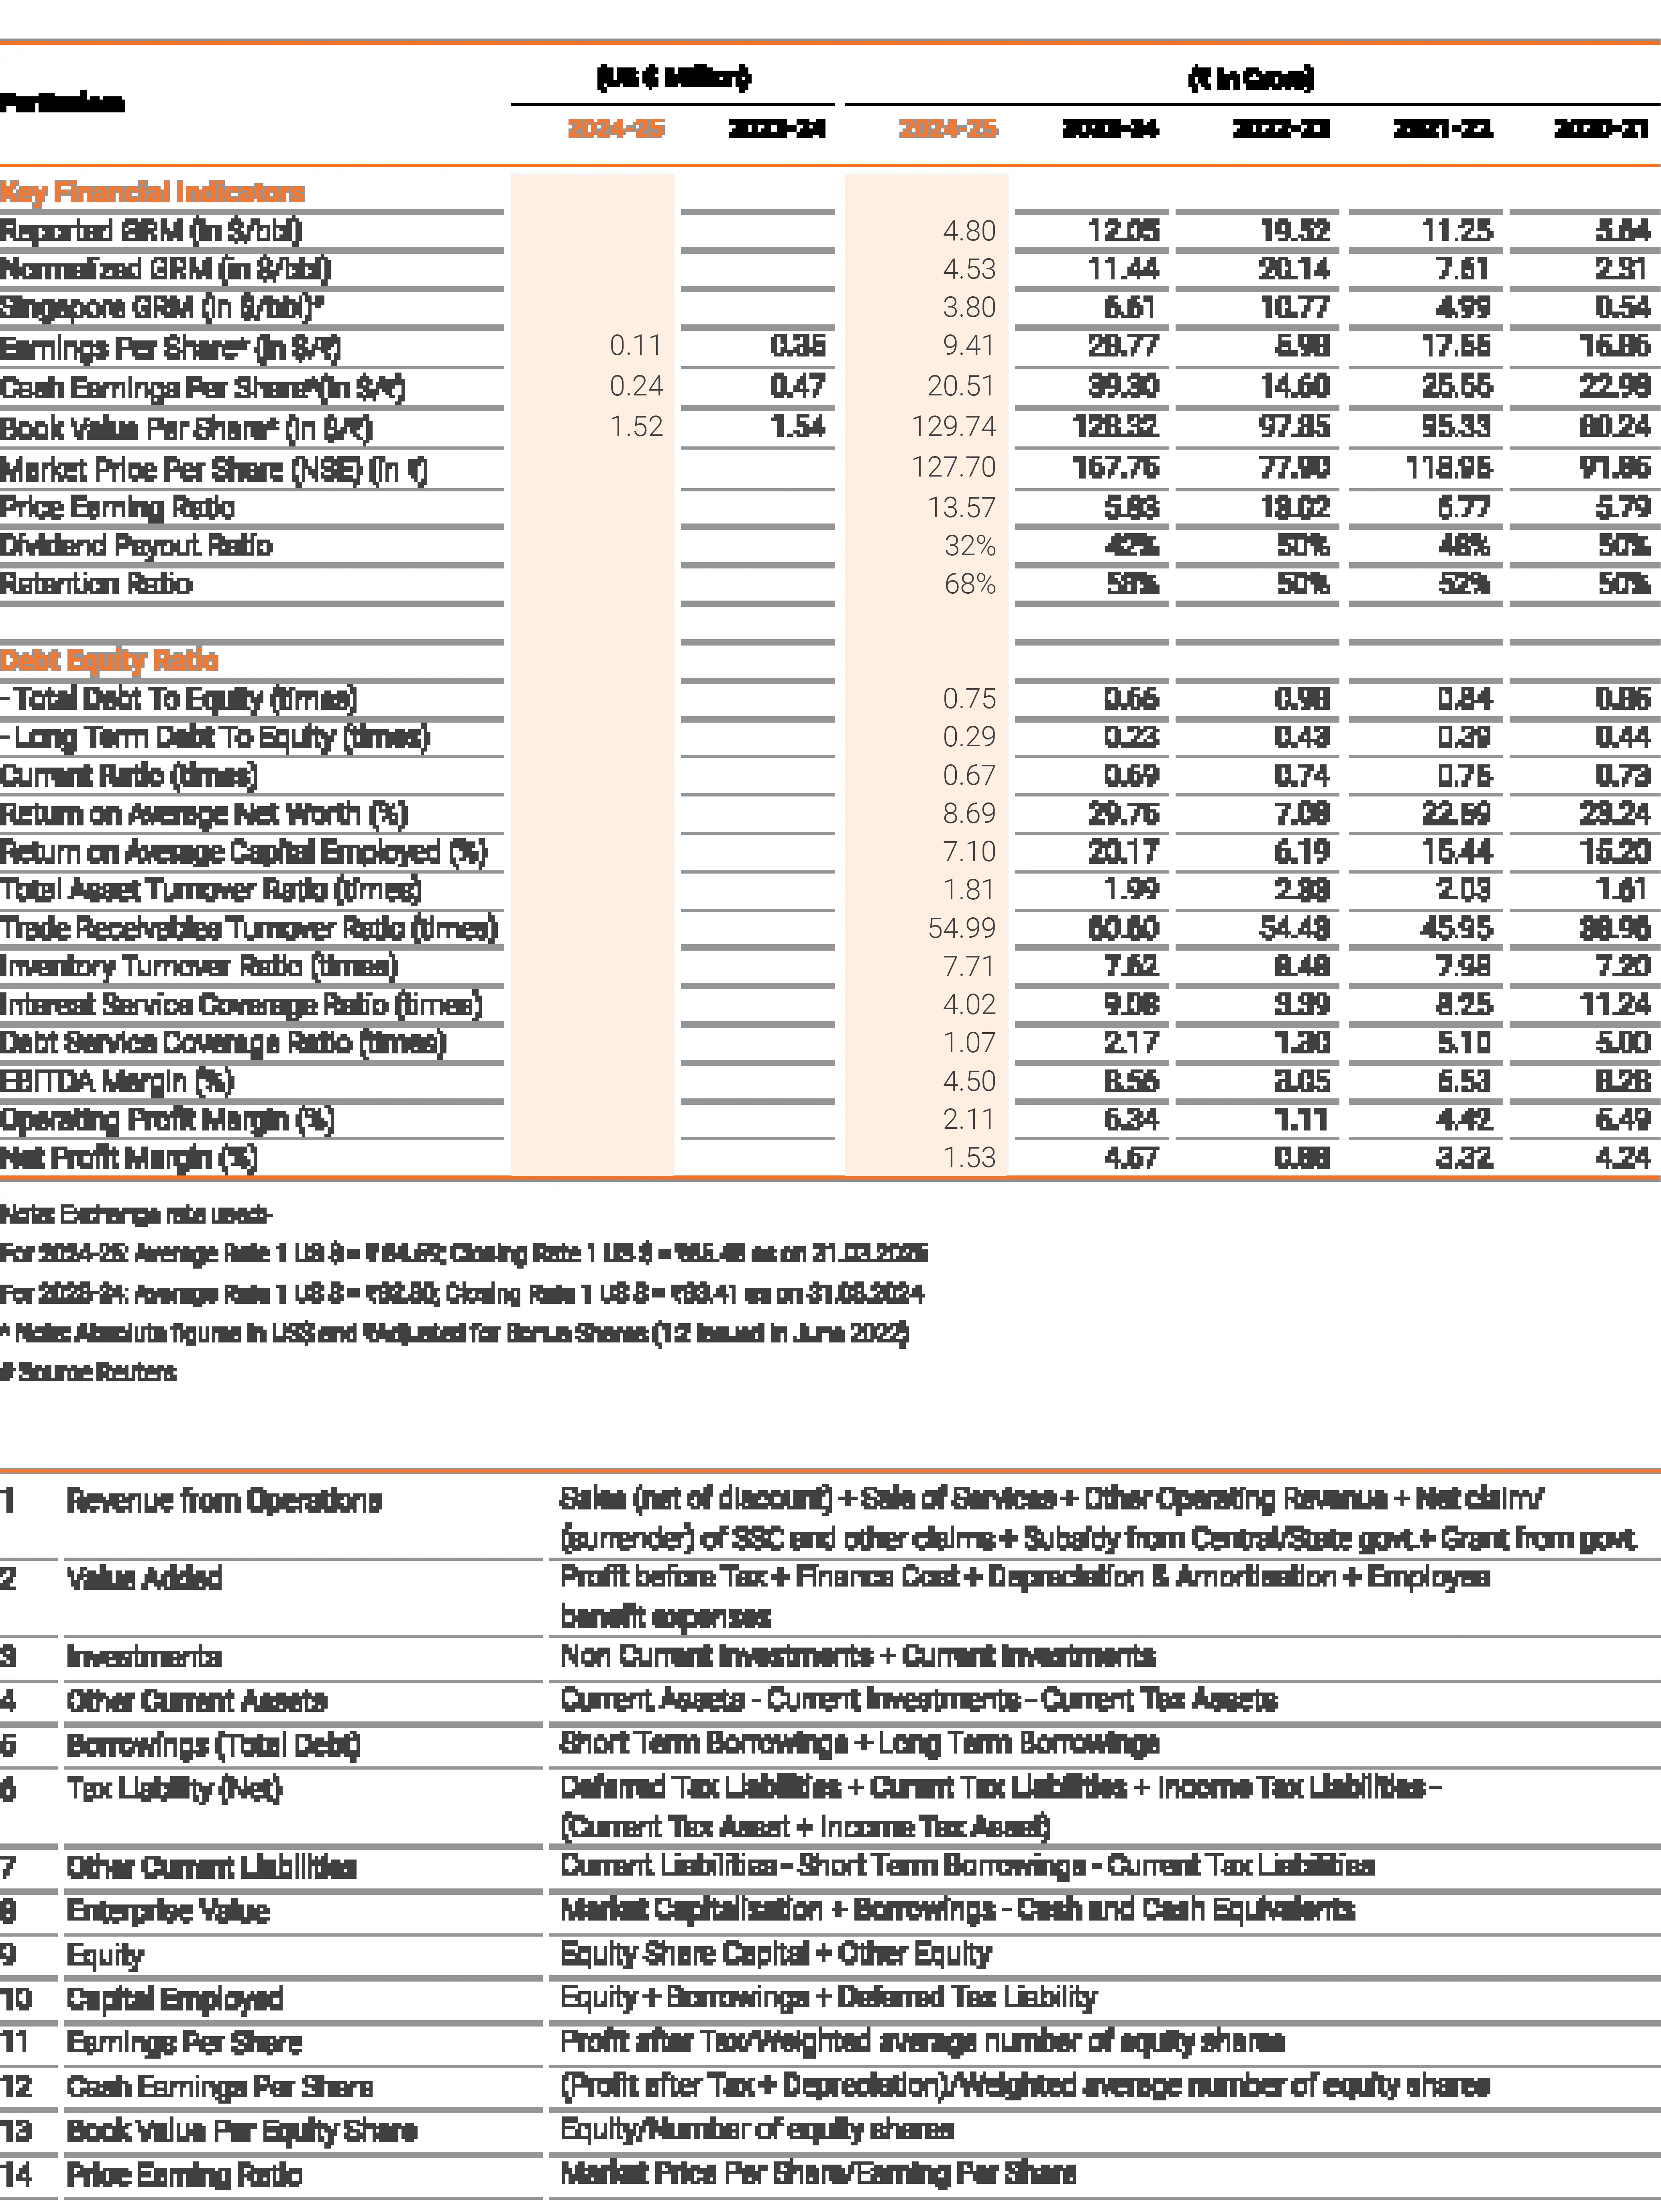 Particulars (US $ Million) (₹ in Crore)
2024-25 2023-24 2024-25 2023-24 2022-23 2021-22 2020-21
Key Financial Indicators
Reported GRM (in $/bbl) 4.80 12.05 19.52 11.25 5.64
Normalized GRM (in $/bbl) 4.53 11.44 20.14 7.61 2.31
Singapore GRM (in $/bbl)# 3.80 6.61 10.77 4.99 0.54
Earnings Per Share^ (in $/₹) 0.11 0.35 9.41 28.77 5.98 17.55
Cash Earnings Per Share^(in $/₹) 0.24 0.47 20.51 39.30 14.60 25.55 22.98
Book Value Per Share^ (in $/₹) 1.52 1.54 129.74 128.32 97.85 95.33 80.24
Market Price Per Share (NSE) (in ₹) 127.70 167.75 77.90 118.95
Price Earning Ratio 13.57 5.83 13.02 6.77 5.79
Dividend Payout Ratio 32% 42% 50% 48% 50%
Retention Ratio 68% 58% 50% 52% 50%
Debt Equity Ratio
- Total Debt To Equity (times) 0.75 0.66 0.98 0.84 0.86
- Long Term Debt To Equity (times) 0.29 0.23 0.43 0.39 0.44
Current Ratio (times) 0.67 0.69 0.74 0.75 0.73
Return on Average Net Worth (%) 8.69 29.75 7.08 22.59 23.24
Return on Average Capital Employed (%) 7.10 20.17 6.19 15.44 15.20
Total Asset Turnover Ratio (times) 1.81 1.99 2.33 2.03 1.61
Trade Receivables Turnover Ratio (times) 54.99 60.60 54.43 45.95
Inventory Turnover Ratio (times) 7.71 7.62 8.48 7.98 7.20
Interest Service Coverage Ratio (times) 4.02 9.08 3.39 8.25 11.24
Debt Service Coverage Ratio (times) 1.07 2.17 1.30 5.10 5.00
EBITDA Margin (%) 4.50 8.56 3.05 6.53 8.28
Operating Profit Margin (%) 2.11 6.34 1.11 4.42 6.49
Net Profit Margin (%) 1.53 4.67 0.88 3.32 4.24
Note: Exchange rate used:-
For 2024-25: Average Rate 1 US $ = Closing Rate 1 US $ = as on 31.03.2025
For 2023-24: Average Rate 1 US $ = ₹82.80; Closing Rate 1 US $ = ₹83.41 as on 31.03.2024
^ Note: Absolute figures in US$ and Adjusted for Bonus Shares (1:2 issued in June 2022)
# Source Reuters
1 Revenue from Operations Sales (net of discount) + Sale of Services + Other Operating Revenue + Net claim/
(surrender) of SSC and other claims + Subsidy from Central/State govt.+ Grant from govt.
2 Value Added Profit before Tax + Finance Cost + Depreciation & Amortisation + Employee
benefit expenses
3 Investments Non Current Investments + Current Investments
4 Other Current Assets Current Assets - Current Investments - Current Tax Assets
5 Borrowings (Total Debt) Short Term Borrowings + Long Term Borrowings
6 Tax Liability (Net) Deferred Tax Liabilities + Current Tax Liabilities + Income Tax Liabilities -
(Current Tax Asset + Income Tax Asset)
7 Other Current Liabilities Current Liabilities - Short Term Borrowings - Current Tax Liabilities
8 Enterprise Value Market Capitalisation + Borrowings - Cash and Cash Equivalents
9 Equity Equity Share Capital + Other Equity
10 Capital Employed Equity + Borrowings + Deferred Tax Liability
11 Earnings Per Share Profit after Tax/Weighted average number of equity shares
12 Cash Earnings Per Share (Profit after Tax + Depreciation)/Weighted average number of equity shares
13 Book Value Per Equity Share Equity/Number of equity shares
14 Price Earning Ratio Market Price Per Share/Earning Per Share